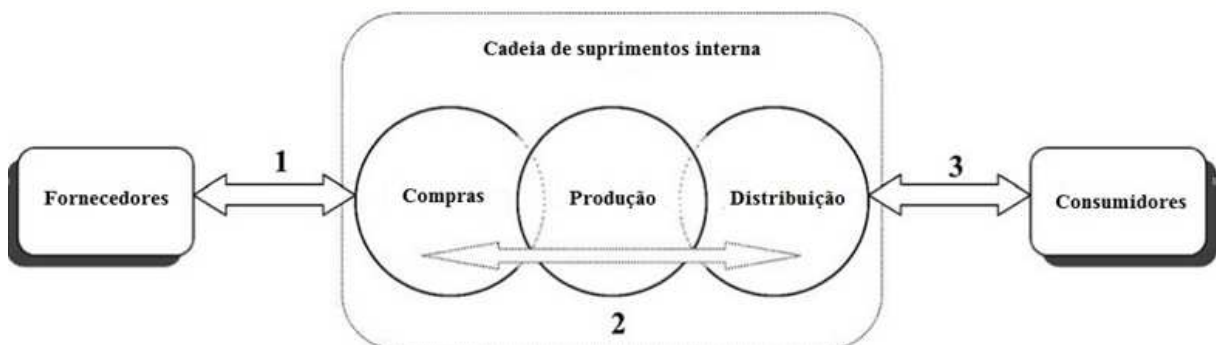 Cadeia de suprimentos interna
1
3
Fornecedores
Compras
Produção
Distribuição
Consumidores
2